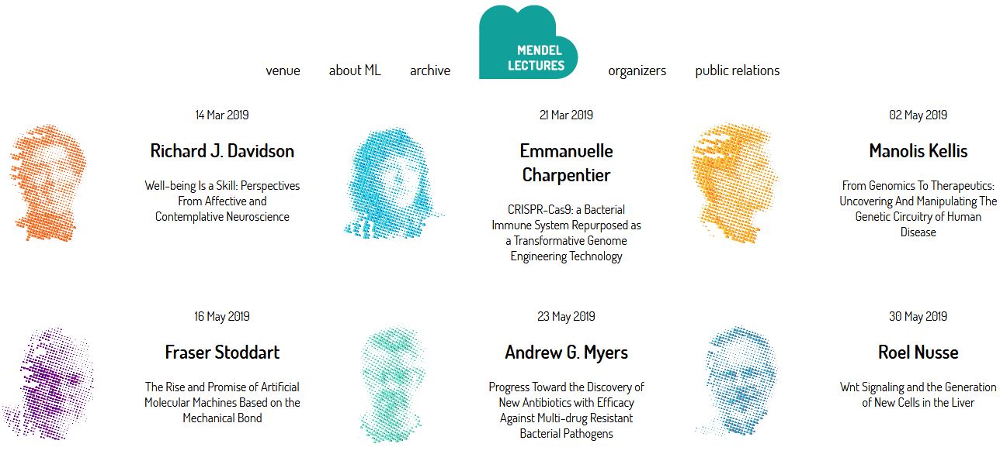 venue
about ML
archive
MENDEL
LECTURES
organizers
public relations
14 Mar 2019
Richard J. Davidson
Well-being Is a Skill: Perspectives
From Affective and
Contemplative Neuroscience
21 Mar 2019
Emmanuelle
Charpentier
CRISPR-Cas9: a Bacterial
Immune System Repurposed as
a Transformative Genome
Engineering Technology
02 May 2019
Manolis Kellis
From Genomics To Therapeutics:
Uncovering And Manipulating The
Genetic Circuitry of Human
Disease
16 May 2019
Fraser Stoddart
The Rise and Promise of Artificial
Molecular Machines Based on the
Mechanical Bond
23 May 2019
Andrew G. Myers
Progress Toward the Discovery of
New Antibiotics with Efficacy
Against Multi-drug Resistant
Bacterial Pathogens
30 May 2019
Roel Nusse
Wnt Signaling and the Generation
of New Cells in the Liver